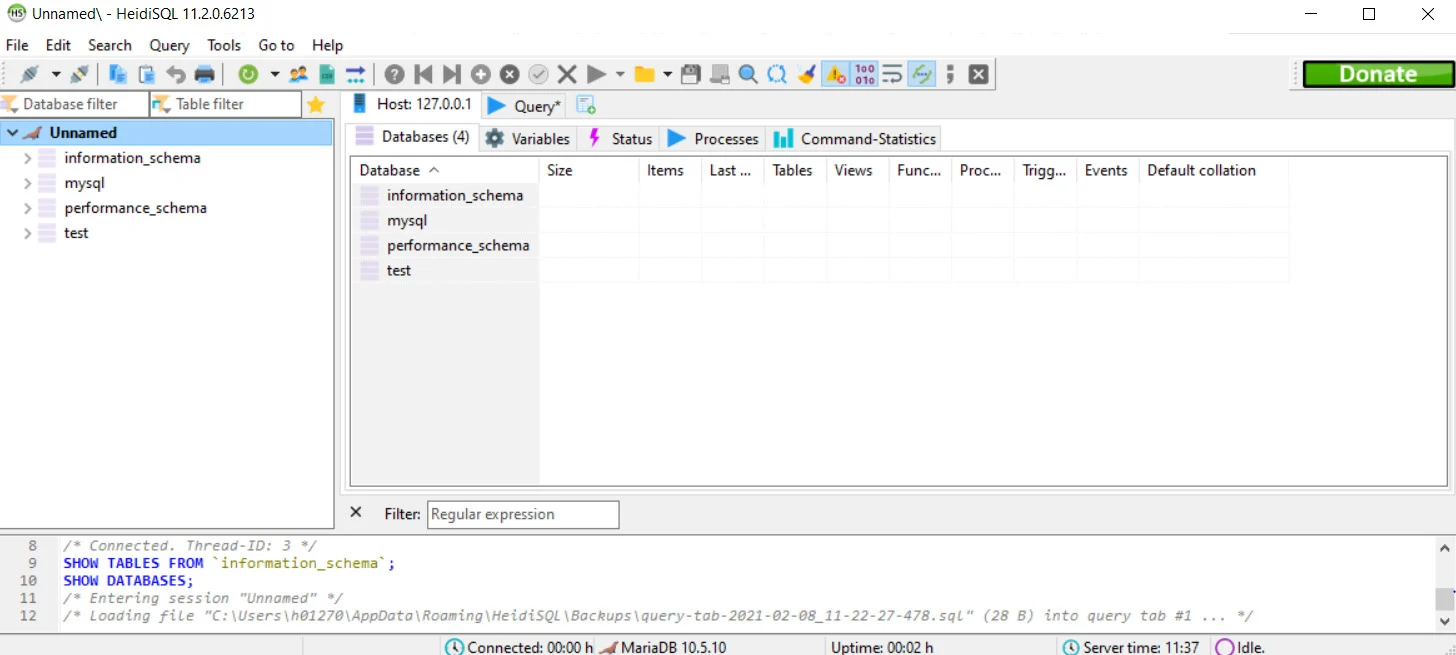 Unnamed\ - HeidiSQL 11.2.0.6213
File Edit Search Query Tools Go to Help
Donate
Database filter Table filter Host: 127.0.0.1 Query*
Unnamed
information_schema
mysql
performance_schema
test
Databases (4) Variables Status Processes Command-Statistics
Database Size Items Last ... Tables Views Func... Proc... Trigg... Events Default collation
information_schema
mysql
performance_schema
test
Filter: Regular expression
8 /* Connected. Thread-ID: 3 */
9 SHOW TABLES FROM `information_schema`;
10 SHOW DATABASES;
11 /* Entering session "Unnamed" */
12 /* Loading file "C:\Users\h01270\AppData\Roaming\HeidiSQL\Backups\query-tab-2021-02-08_11-22-27-478.sql" (28 B) into query tab #1 ... */
Connected: 00:00 h MariaDB 10.5.10 Uptime: 00:02 h Server time: 11:37 Idle.